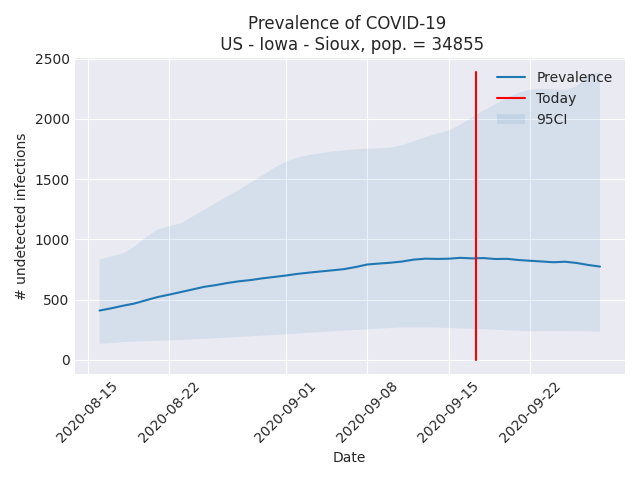 Prevalence of COVID-19
US - Iowa - Sioux, pop. = 34855
2500
2000
1500
1000
500
0
# undetected infections
Prevalence
Today
95CI
2020-08-15
2020-08-22
2020-09-01
2020-09-08
2020-09-15
2020-09-22
Date